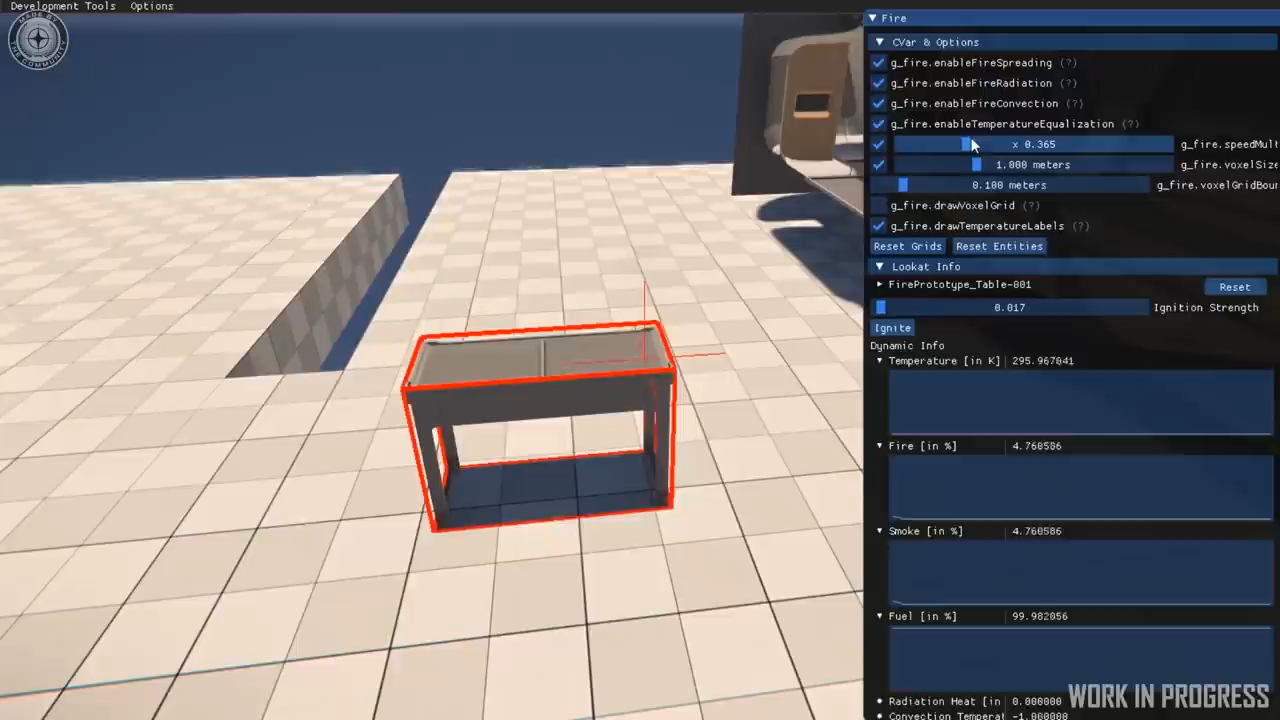 Development Tools Options
MADE BY THE COMMUNITY
Fire
CVar & Options
g_fire.enableFireSpreading (?)
g_fire.enableFireRadiation (?)
g_fire.enableFireConvection (?)
g_fire.enableTemperatureEqualization (?)
x 0.365 g_fire.speedMult
1.000 meters g_fire.voxelSize
0.100 meters g_fire.voxelGridBoun
g_fire.drawVoxelGrid (?)
g_fire.drawTemperatureLabels (?)
Reset Grids Reset Entities
Lookat Info
FirePrototype_Table-001 Reset
0.017 Ignition Strength
Ignite
Dynamic Info
Temperature [in K] 295.967041
Fire [in %] 4.760586
Smoke [in %] 4.760586
Fuel [in %] 99.982056
Radiation Heat [in 0.000000
Convection Temperat -1.000000
WORK IN PROGRESS